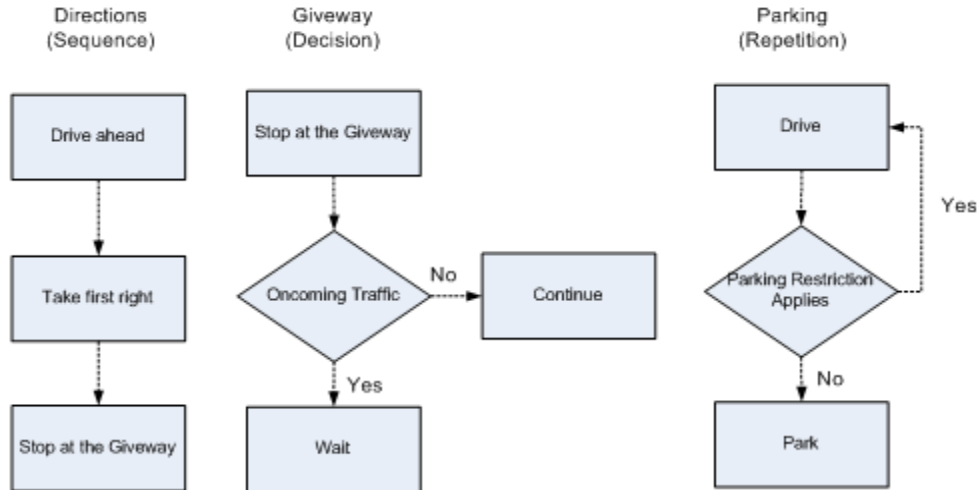 Directions
(Sequence)
Drive ahead
Take first right
Stop at the Giveway
Giveway
(Decision)
Stop at the Giveway
Oncoming Traffic
No
Continue
Yes
Wait
Parking
(Repetition)
Drive
Yes
Parking Restriction
Applies
No
Park